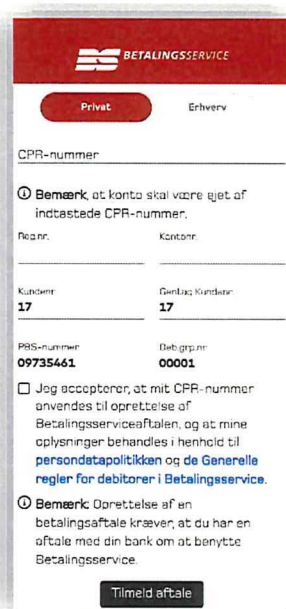 BETALINGSSERVICE
Privat Erhverv
CPR-nummer
Bemærk, at konto skal være ejet af
indtastede CPR-nummer.
Reg.nr. Kontonr.
Kundenr. Gentag Kundenr.
17 17
PBS-nummer Deb.grp.nr
09735461 00001
Jeg accepterer, at mit CPR-nummer
anvendes til oprettelse af
Betalingsserviceaftalen, og at mine
oplysninger behandles i henhold til
persondatapolitikken og de Generelle
regler for debitorer i Betalingsservice.
Bemærk: Oprettelse af en
betalingsaftale kræver, at du har en
aftale med din bank om at benytte
Betalingsservice.
Tilmeld aftale